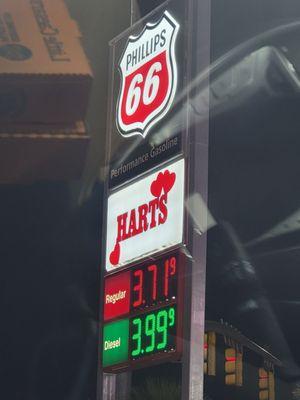 PHILLIPS
66
Performance Gasoline
HARTS
Regular 3.71 9
Diesel 3.99 9